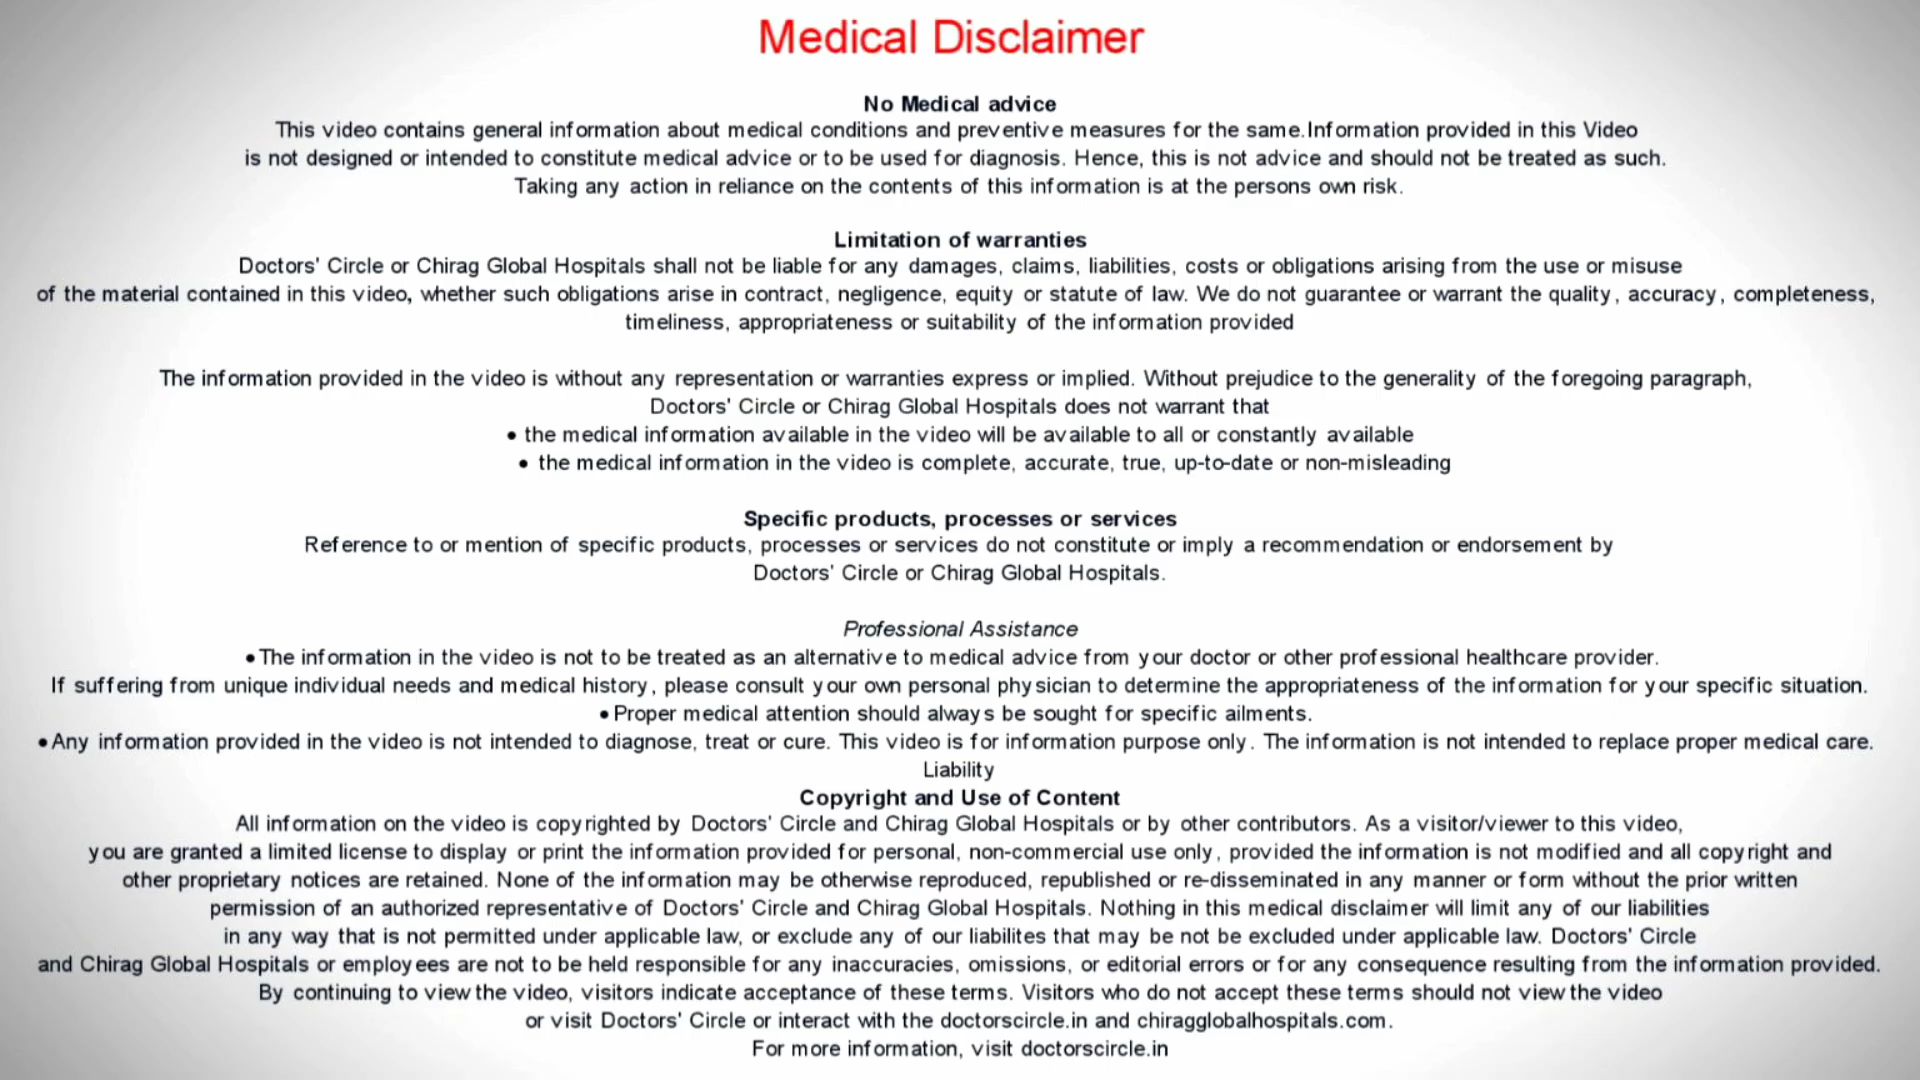 Medical Disclaimer
No Medical advice
This video contains general information about medical conditions and preventive measures for the same.Information provided in this Video
is not designed or intended to constitute medical advice or to be used for diagnosis. Hence, this is not advice and should not be treated as such.
Taking any action in reliance on the contents of this information is at the persons own risk.
Limitation of warranties
Doctors' Circle or Chirag Global Hospitals shall not be liable for any damages, claims, liabilities, costs or obligations arising from the use or misuse
of the material contained in this video, whether such obligations arise in contract, negligence, equity or statute of law. We do not guarantee or warrant the quality, accuracy, completeness,
timeliness, appropriateness or suitability of the information provided
The information provided in the video is without any representation or warranties express or implied. Without prejudice to the generality of the foregoing paragraph,
Doctors' Circle or Chirag Global Hospitals does not warrant that
• the medical information available in the video will be available to all or constantly available
• the medical information in the video is complete, accurate, true, up-to-date or non-misleading
Specific products, processes or services
Reference to or mention of specific products, processes or services do not constitute or imply a recommendation or endorsement by
Doctors' Circle or Chirag Global Hospitals.
Professional Assistance
•The information in the video is not to be treated as an alternative to medical advice from your doctor or other professional healthcare provider.
If suffering from unique individual needs and medical history, please consult your own personal physician to determine the appropriateness of the information for your specific situation.
•Proper medical attention should always be sought for specific ailments.
•Any information provided in the video is not intended to diagnose, treat or cure. This video is for information purpose only. The information is not intended to replace proper medical care.
Liability
Copyright and Use of Content
All information on the video is copyrighted by Doctors' Circle and Chirag Global Hospitals or by other contributors. As a visitor/viewer to this video,
you are granted a limited license to display or print the information provided for personal, non-commercial use only, provided the information is not modified and all copyright and
other proprietary notices are retained. None of the information may be otherwise reproduced, republished or re-disseminated in any manner or form without the prior written
permission of an authorized representative of Doctors' Circle and Chirag Global Hospitals. Nothing in this medical disclaimer will limit any of our liabilities
in any way that is not permitted under applicable law, or exclude any of our liabilites that may be not be excluded under applicable law. Doctors' Circle
and Chirag Global Hospitals or employees are not to be held responsible for any inaccuracies, omissions, or editorial errors or for any consequence resulting from the information provided.
By continuing to view the video, visitors indicate acceptance of these terms. Visitors who do not accept these terms should not view the video
or visit Doctors' Circle or interact with the doctorscircle.in and chiragglobalhospitals.com.
For more information, visit doctorscircle.in